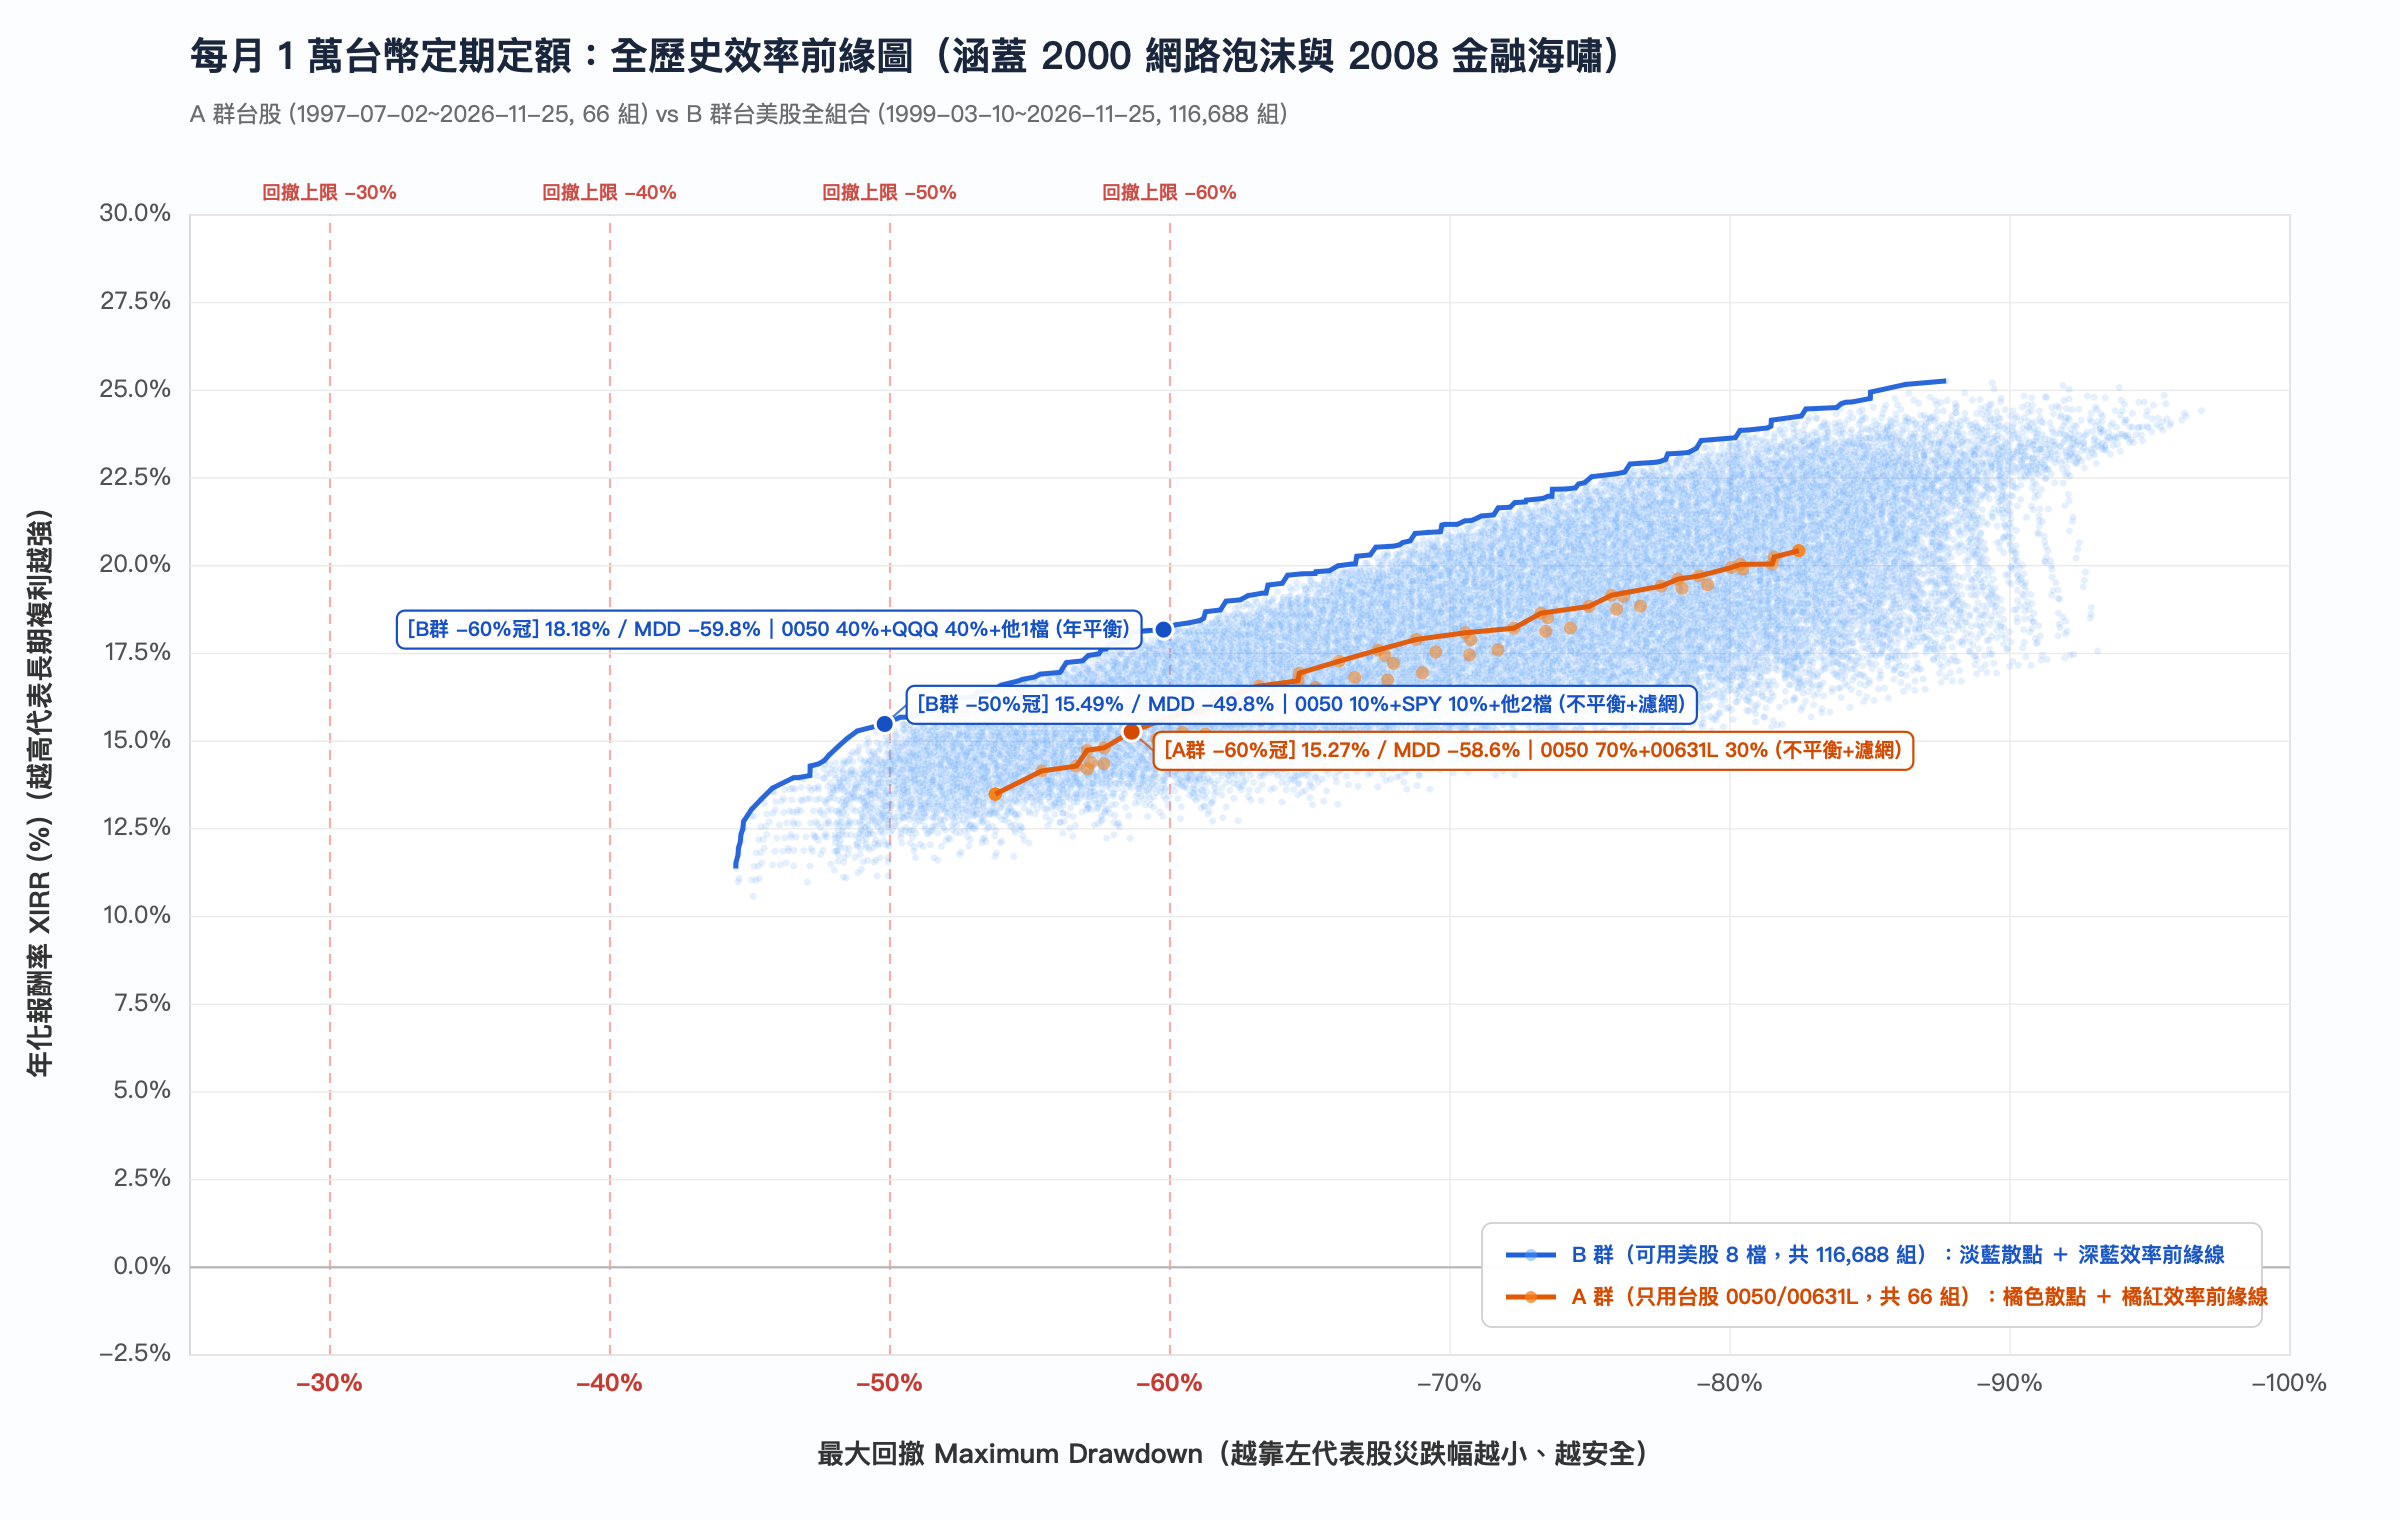 每月 1 萬台幣定期定額：全歷史效率前緣圖（涵蓋 2000 網路泡沫與 2008 金融海嘯）
A 群台股 (1997-07-02~2026-11-25, 66 組) vs B 群台美股全組合 (1999-03-10~2026-11-25, 116,688 組)
回撤上限 -30%
回撤上限 -40%
回撤上限 -50%
回撤上限 -60%
30.0%
27.5%
25.0%
22.5%
20.0%
17.5%
15.0%
12.5%
10.0%
7.5%
5.0%
2.5%
0.0%
-2.5%
年化報酬率 XIRR (%)（越高代表長期複利越強）
[B群 -60%冠] 18.18% / MDD -59.8%｜0050 40%+QQQ 40%+他1檔 (年平衡)
[B群 -50%冠] 15.49% / MDD -49.8%｜0050 10%+SPY 10%+他2檔 (不平衡+濾網)
[A群 -60%冠] 15.27% / MDD -58.6%｜0050 70%+00631L 30% (不平衡+濾網)
B 群（可用美股 8 檔，共 116,688 組）：淡藍散點 ＋ 深藍效率前緣線
A 群（只用台股 0050/00631L，共 66 組）：橘色散點 ＋ 橘紅效率前緣線
-30%
-40%
-50%
-60%
-70%
-80%
-90%
-100%
最大回撤 Maximum Drawdown（越靠左代表股災跌幅越小、越安全）